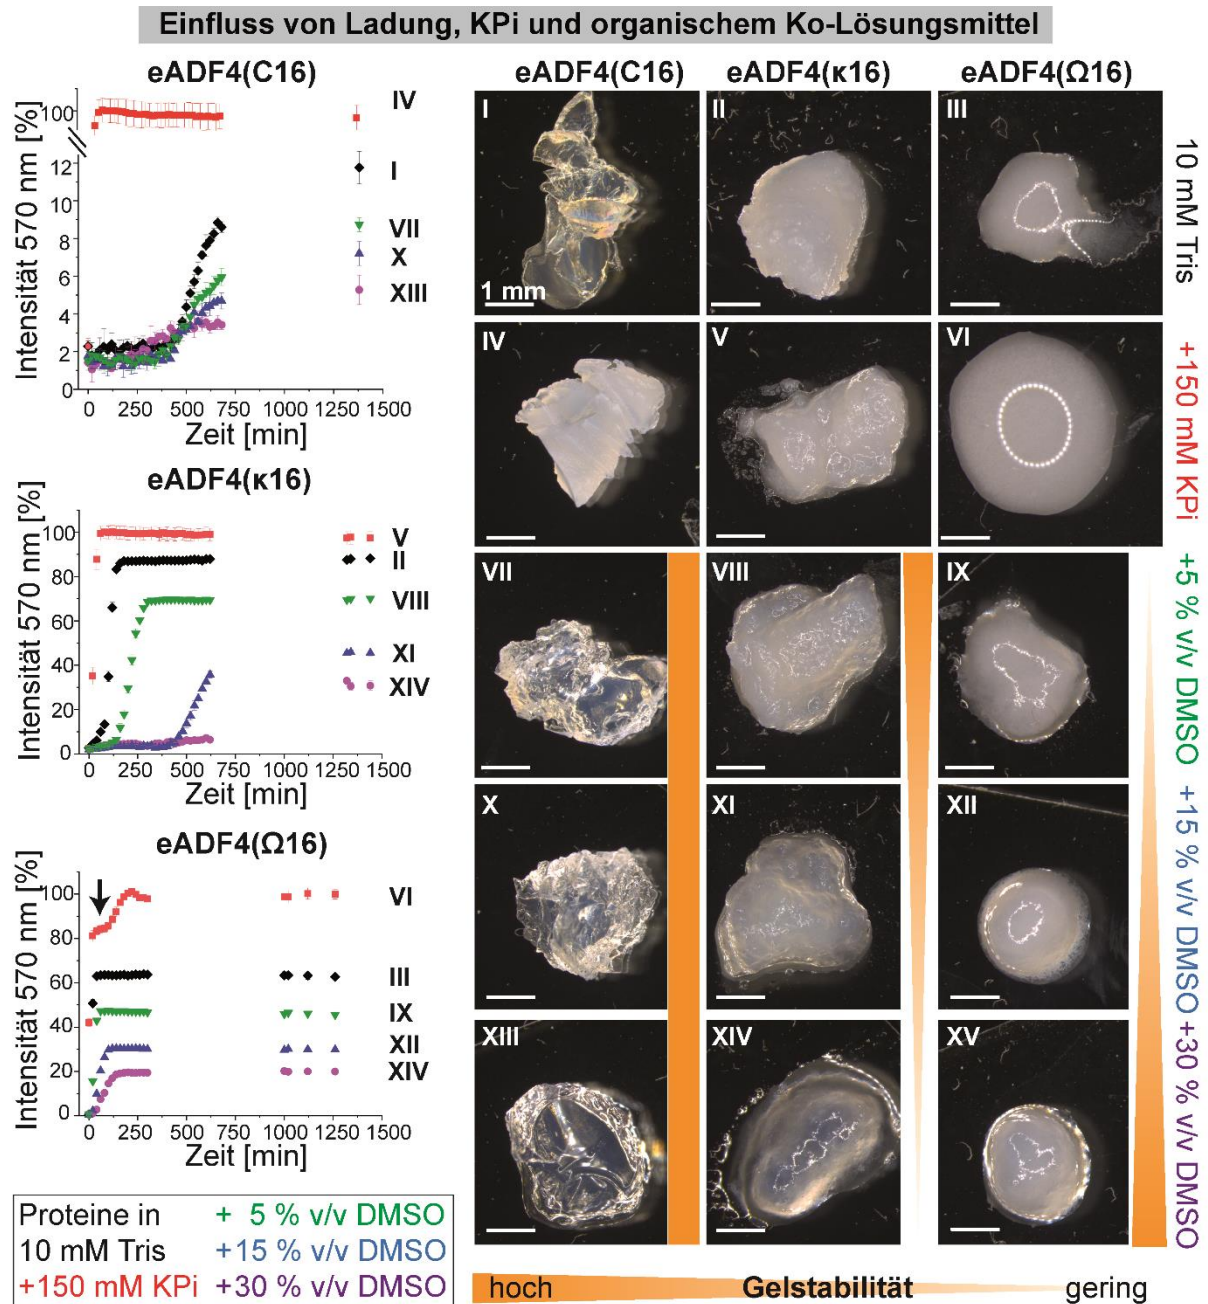 Einfluss von Ladung, KPi und organischem Ko-Lösungsmittel
eADF4(C16)
Intensität 570 nm [%]
100
12
10
8
6
4
2
0
0 250 500 750 1000 1250 1500
Zeit [min]
IV
I
VII
X
XIII
eADF4(κ16)
Intensität 570 nm [%]
100
80
60
40
20
0
0 250 500 750 1000 1250 1500
Zeit [min]
V
II
VIII
XI
XIV
eADF4(Ω16)
Intensität 570 nm [%]
100
80
60
40
20
0
0 250 500 750 1000 1250 1500
Zeit [min]
VI
III
IX
XII
XIV
Proteine in + 5 % v/v DMSO
10 mM Tris +15 % v/v DMSO
+150 mM KPi +30 % v/v DMSO
eADF4(C16) eADF4(κ16) eADF4(Ω16)
I II III
1 mm
10 mM Tris
IV V VI
+150 mM KPi
VII VIII IX
+5 % v/v DMSO
X XI XII
+15 % v/v DMSO
XIII XIV XV
+30 % v/v DMSO
hoch Gelstabilität gering